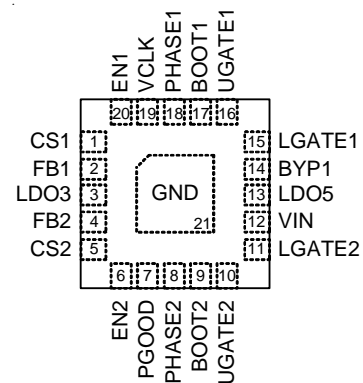 EN1
VCLK
PHASE1
BOOT1
UGATE1
20 19 18 17 16
CS1 1
FB1 2
LDO3 3
FB2 4
CS2 5
15 LGATE1
14 BYP1
13 LDO5
12 VIN
11 LGATE2
GND
21
6 7 8 9 10
EN2
PGOOD
PHASE2
BOOT2
UGATE2